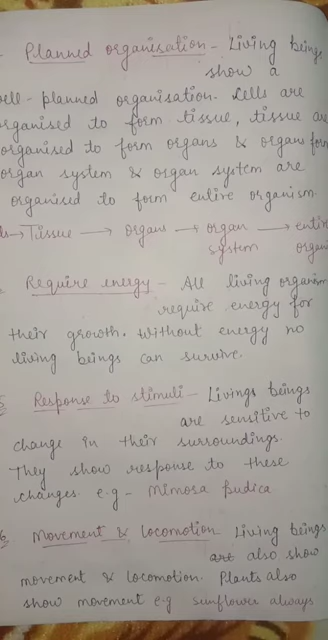 Planned organisation - Living being
show a
well - planned organisation. Cells are
organised to form tissue, tissue are
organised to form organs & organs form
organ system & organ system are
organised to form entire organism.
→ Tissue → organs → organ system → entire
Require energy - All living organism
require energy for
their growth. Without energy no
living beings can survive.
5 Response to stimuli - Livings beings
are sensitive to
change in their surroundings.
They show response to these
changes. e.g - Mimosa Pudica
6 Movement & locomotion Living beings
are also show
movement & locomotion. Plants also
show movement e.g sunflower always